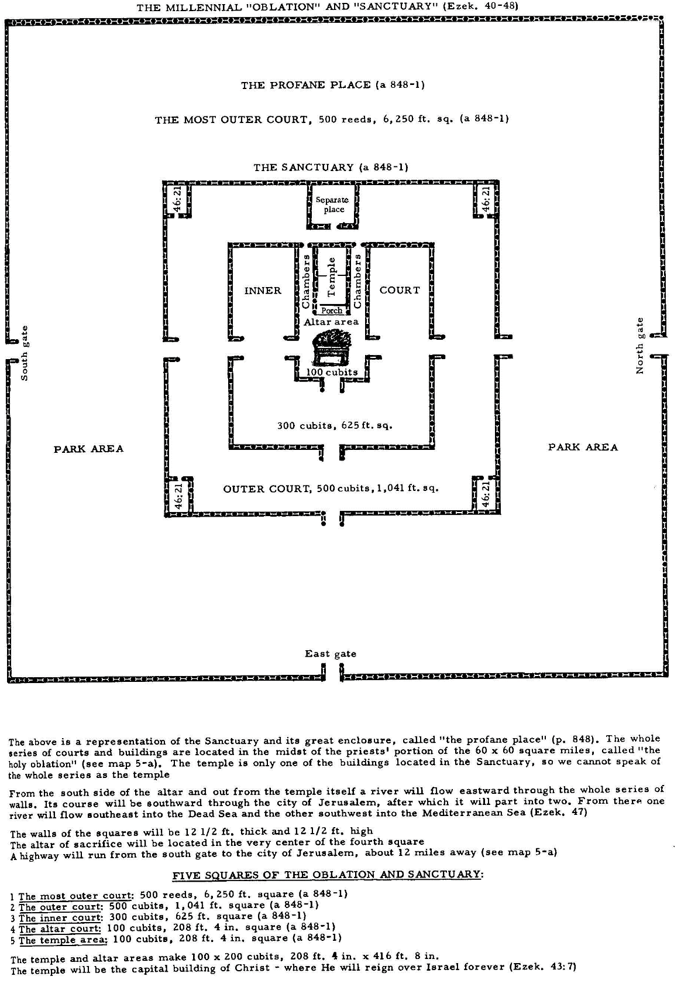 THE MILLENNIAL "OBLATION" AND "SANCTUARY" (Ezek. 40-48)
THE PROFANE PLACE (a 848-1)
THE MOST OUTER COURT, 500 reeds, 6,250 ft. sq. (a 848-1)
THE SANCTUARY (a 848-1)
46:21
Separate
place
46:21
Chambers
Temple
Chambers
INNER
COURT
Porch
Altar area
South gate
North gate
100 cubits
300 cubits, 625 ft. sq.
PARK AREA
PARK AREA
OUTER COURT, 500 cubits, 1,041 ft. sq.
46:21
46:21
East gate
The above is a representation of the Sanctuary and its great enclosure, called "the profane place" (p. 848). The whole
series of courts and buildings are located in the midst of the priests' portion of the 60 x 60 square miles, called "the
holy oblation" (see map 5-a). The temple is only one of the buildings located in the Sanctuary, so we cannot speak of
the whole series as the temple
From the south side of the altar and out from the temple itself a river will flow eastward through the whole series of
walls. Its course will be southward through the city of Jerusalem, after which it will part into two. From there one
river will flow southeast into the Dead Sea and the other southwest into the Mediterranean Sea (Ezek. 47)
The walls of the squares will be 12 1/2 ft. thick and 12 1/2 ft. high
The altar of sacrifice will be located in the very center of the fourth square
A highway will run from the south gate to the city of Jerusalem, about 12 miles away (see map 5-a)
FIVE SQUARES OF THE OBLATION AND SANCTUARY:
1 The most outer court: 500 reeds, 6,250 ft. square (a 848-1)
2 The outer court: 500 cubits, 1,041 ft. square (a 848-1)
3 The inner court: 300 cubits, 625 ft. square (a 848-1)
4 The altar court: 100 cubits, 208 ft. 4 in. square (a 848-1)
5 The temple area: 100 cubits, 208 ft. 4 in. square (a 848-1)
The temple and altar areas make 100 x 200 cubits, 208 ft. 4 in. x 416 ft. 8 in.
The temple will be the capital building of Christ - where He will reign over Israel forever (Ezek. 43:7)